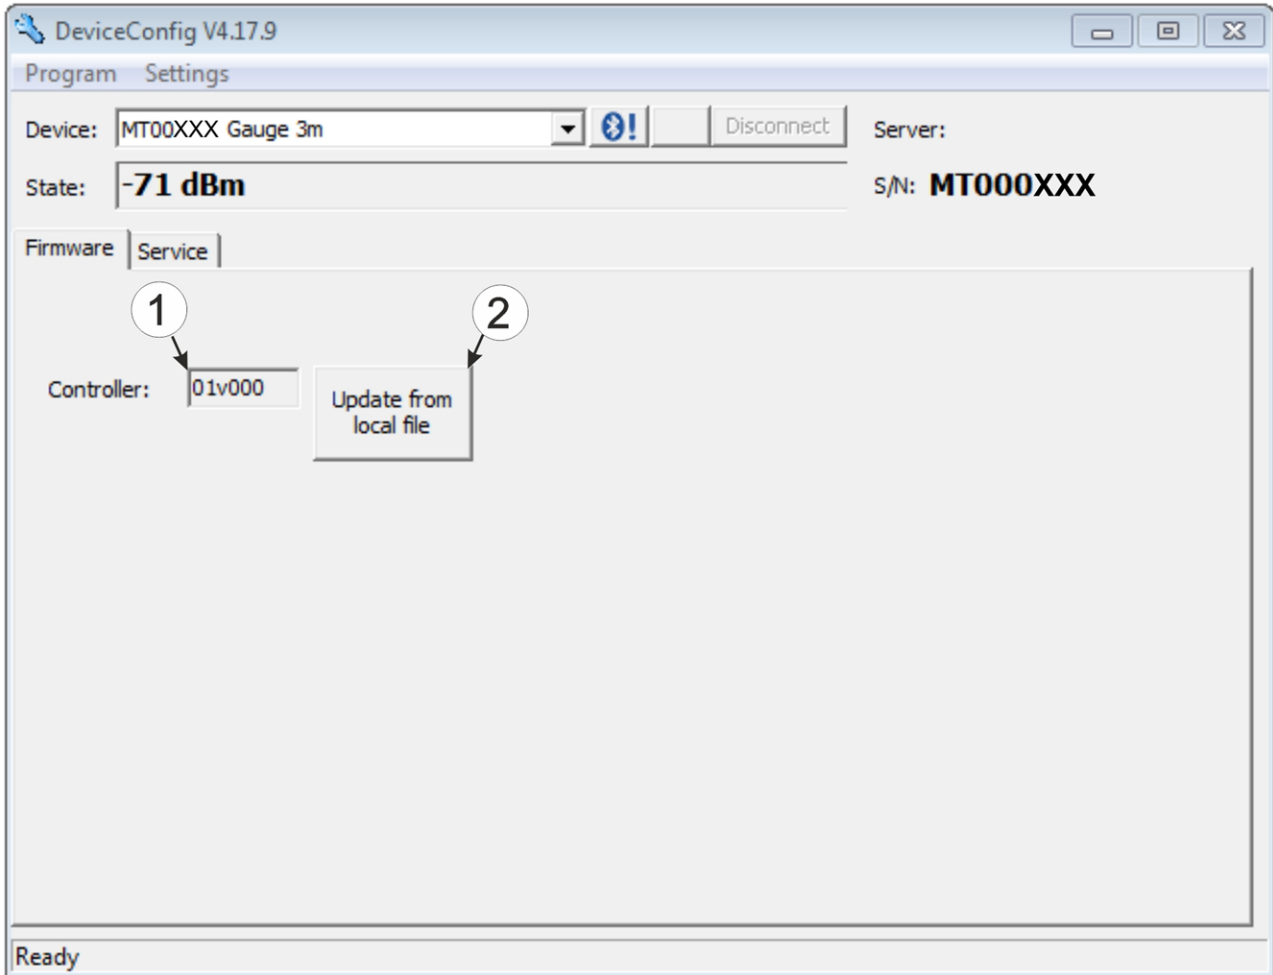 DeviceConfig V4.17.9
Program Settings
Device: MT00XXX Gauge 3m Disconnect Server:
State: -71 dBm S/N: MT000XXX
Firmware Service
1 2
Controller: 01v000 Update from
local file
Ready